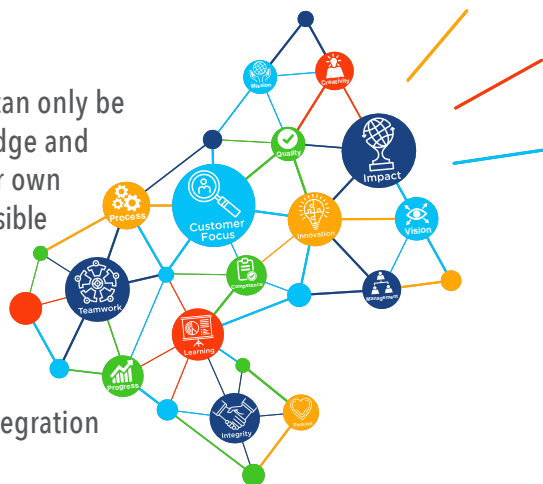 can only be
dge and
r own
sible
egration
Mission
Creativity
Quality
Impact
Process
Customer
Focus
Innovation
Vision
Teamwork
Competence
Management
Learning
Progress
Integrity
Passion